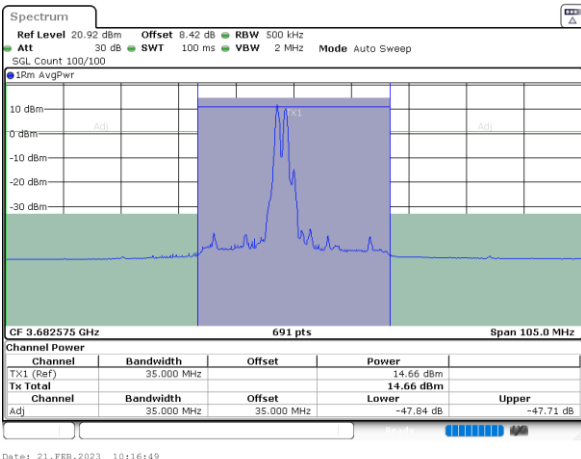 Spectrum
Ref Level 20.92 dBm Offset 8.42 dB RBW 500 kHz
Att 30 dB SWT 100 ms VBW 2 MHz Mode Auto Sweep
SGL Count 100/100
1Rm AvgPwr
10 dBm
TX1
Adj Adj
0 dBm
-10 dBm
-20 dBm
-30 dBm
CF 3.682575 GHz 691 pts Span 105.0 MHz
Channel Power
Channel Bandwidth Offset Power
TX1 (Ref) 35.000 MHz 14.66 dBm
Tx Total 14.66 dBm
Channel Bandwidth Offset Lower Upper
Adj 35.000 MHz 35.000 MHz -47.84 dB -47.71 dB
Date: 21.FEB.2023 10:16:49